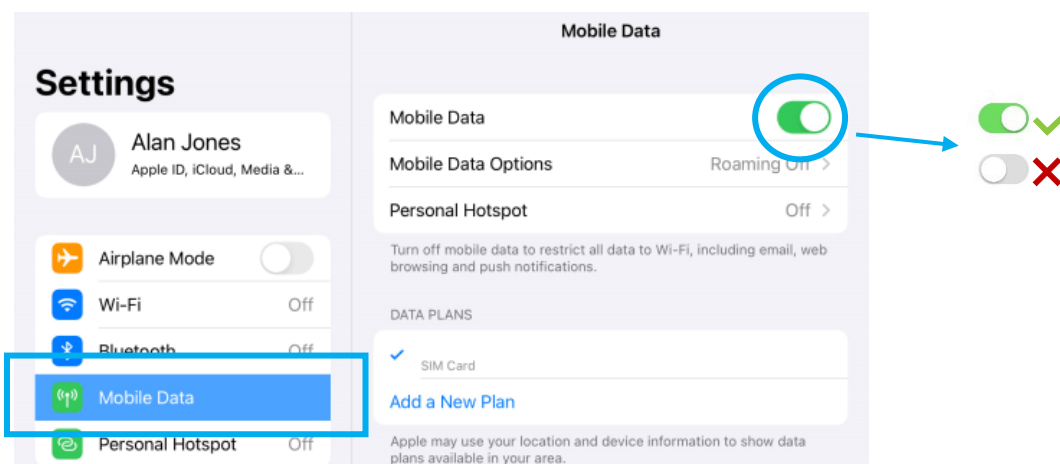 Settings
AJ
Alan Jones
Apple ID, iCloud, Media &...
Airplane Mode
Wi-Fi Off
Bluetooth Off
Mobile Data
Personal Hotspot Off
Mobile Data
Mobile Data
Mobile Data Options Roaming Off
Personal Hotspot Off
Turn off mobile data to restrict all data to Wi-Fi, including email, web
browsing and push notifications.
DATA PLANS
SIM Card
Add a New Plan
Apple may use your location and device information to show data
plans available in your area.